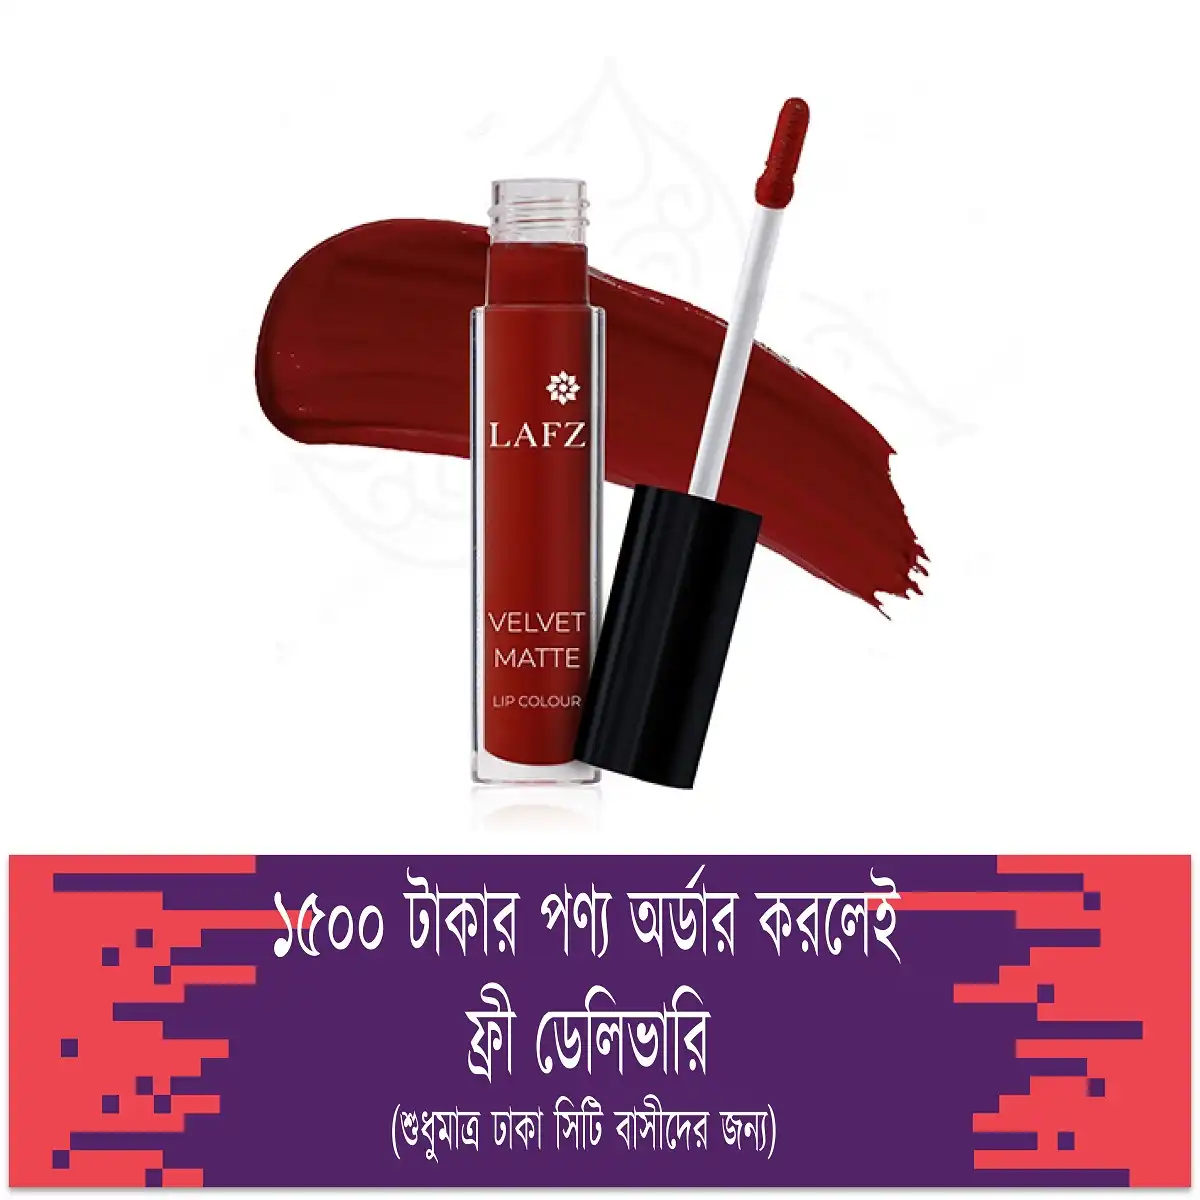 LAFZ
VELVET
MATTE
LIP COLOUR
১৫০০ টাকার পণ্য অর্ডার করলেই
ফ্রী ডেলিভারি
(শুধুমাত্র ঢাকা সিটি বাসীদের জন্য)